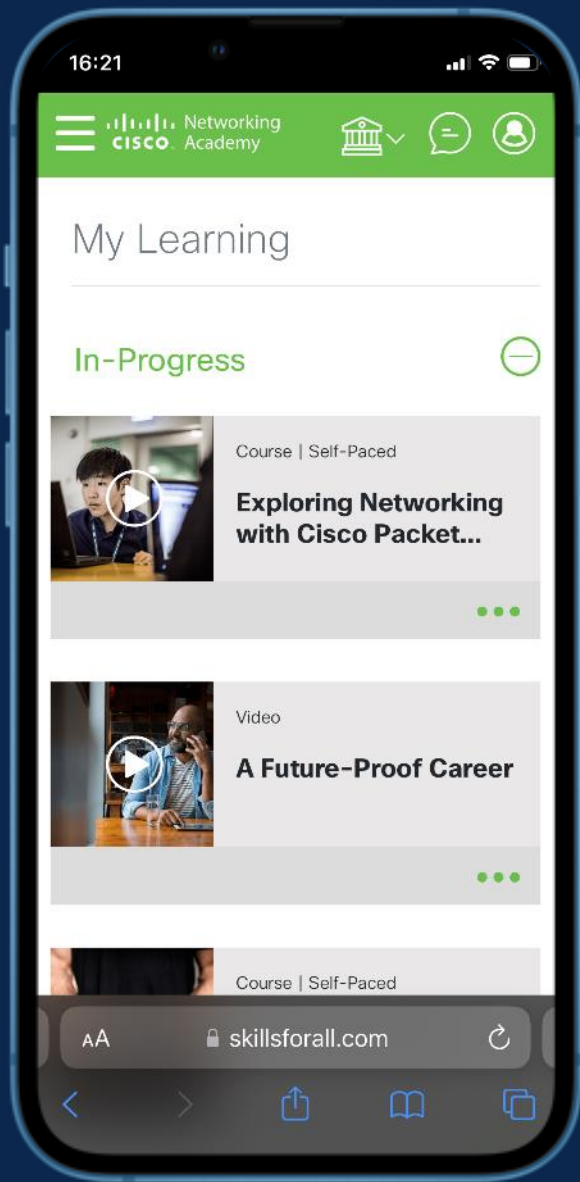 16:21
Networking
CISCO. Academy
My Learning
In-Progress
Course | Self-Paced
Exploring Networking
with Cisco Packet...
Video
A Future-Proof Career
Course | Self-Paced
AA
skillsforall.com